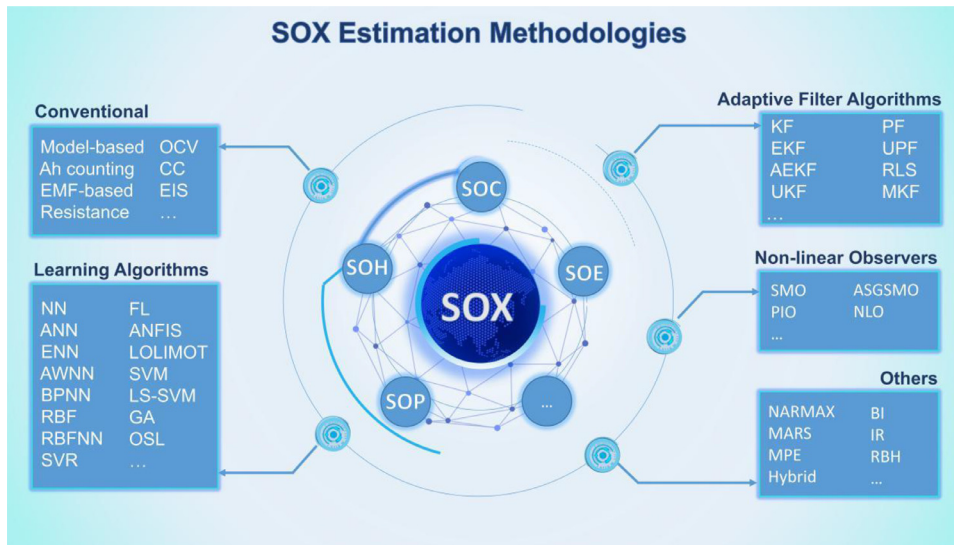 SOX Estimation Methodologies
Conventional
Model-based OCV
Ah counting CC
EMF-based EIS
Resistance …
Learning Algorithms
NN FL
ANN ANFIS
ENN LOLIMOT
AWNN SVM
BPNN LS-SVM
RBF GA
RBFNN OSL
SVR …
SOC
SOH
SOE
SOX
SOP
...
Adaptive Filter Algorithms
KF PF
EKF UPF
AEKF RLS
UKF MKF
...
Non-linear Observers
SMO ASGSMO
PIO NLO
...
Others
NARMAX BI
MARS IR
MPE RBH
Hybrid ...